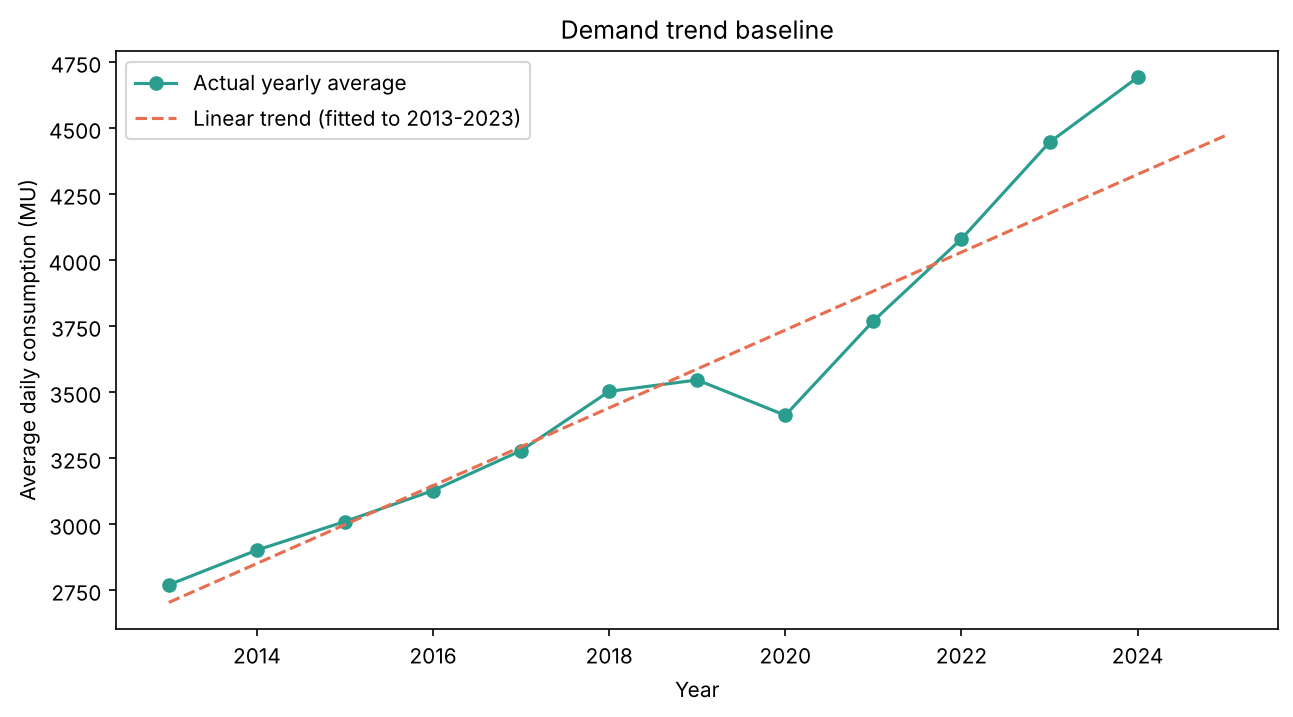 Demand trend baseline
Actual yearly average
Linear trend (fitted to 2013-2023)
Average daily consumption (MU)
4750
4500
4250
4000
3750
3500
3250
3000
2750
2014 2016 2018 2020 2022 2024
Year